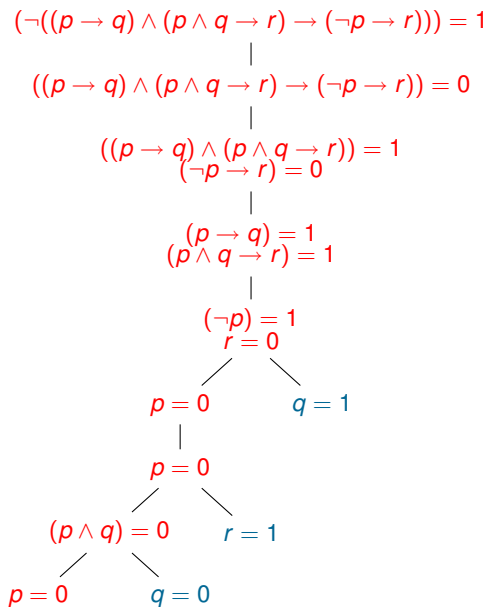 (¬((p → q) ∧ (p ∧ q → r) → (¬p → r))) = 1
((p → q) ∧ (p ∧ q → r) → (¬p → r)) = 0
((p → q) ∧ (p ∧ q → r)) = 1
(¬p → r) = 0
(p → q) = 1
(p ∧ q → r) = 1
(¬p) = 1
r = 0
p = 0 q = 1
p = 0
(p ∧ q) = 0 r = 1
p = 0 q = 0